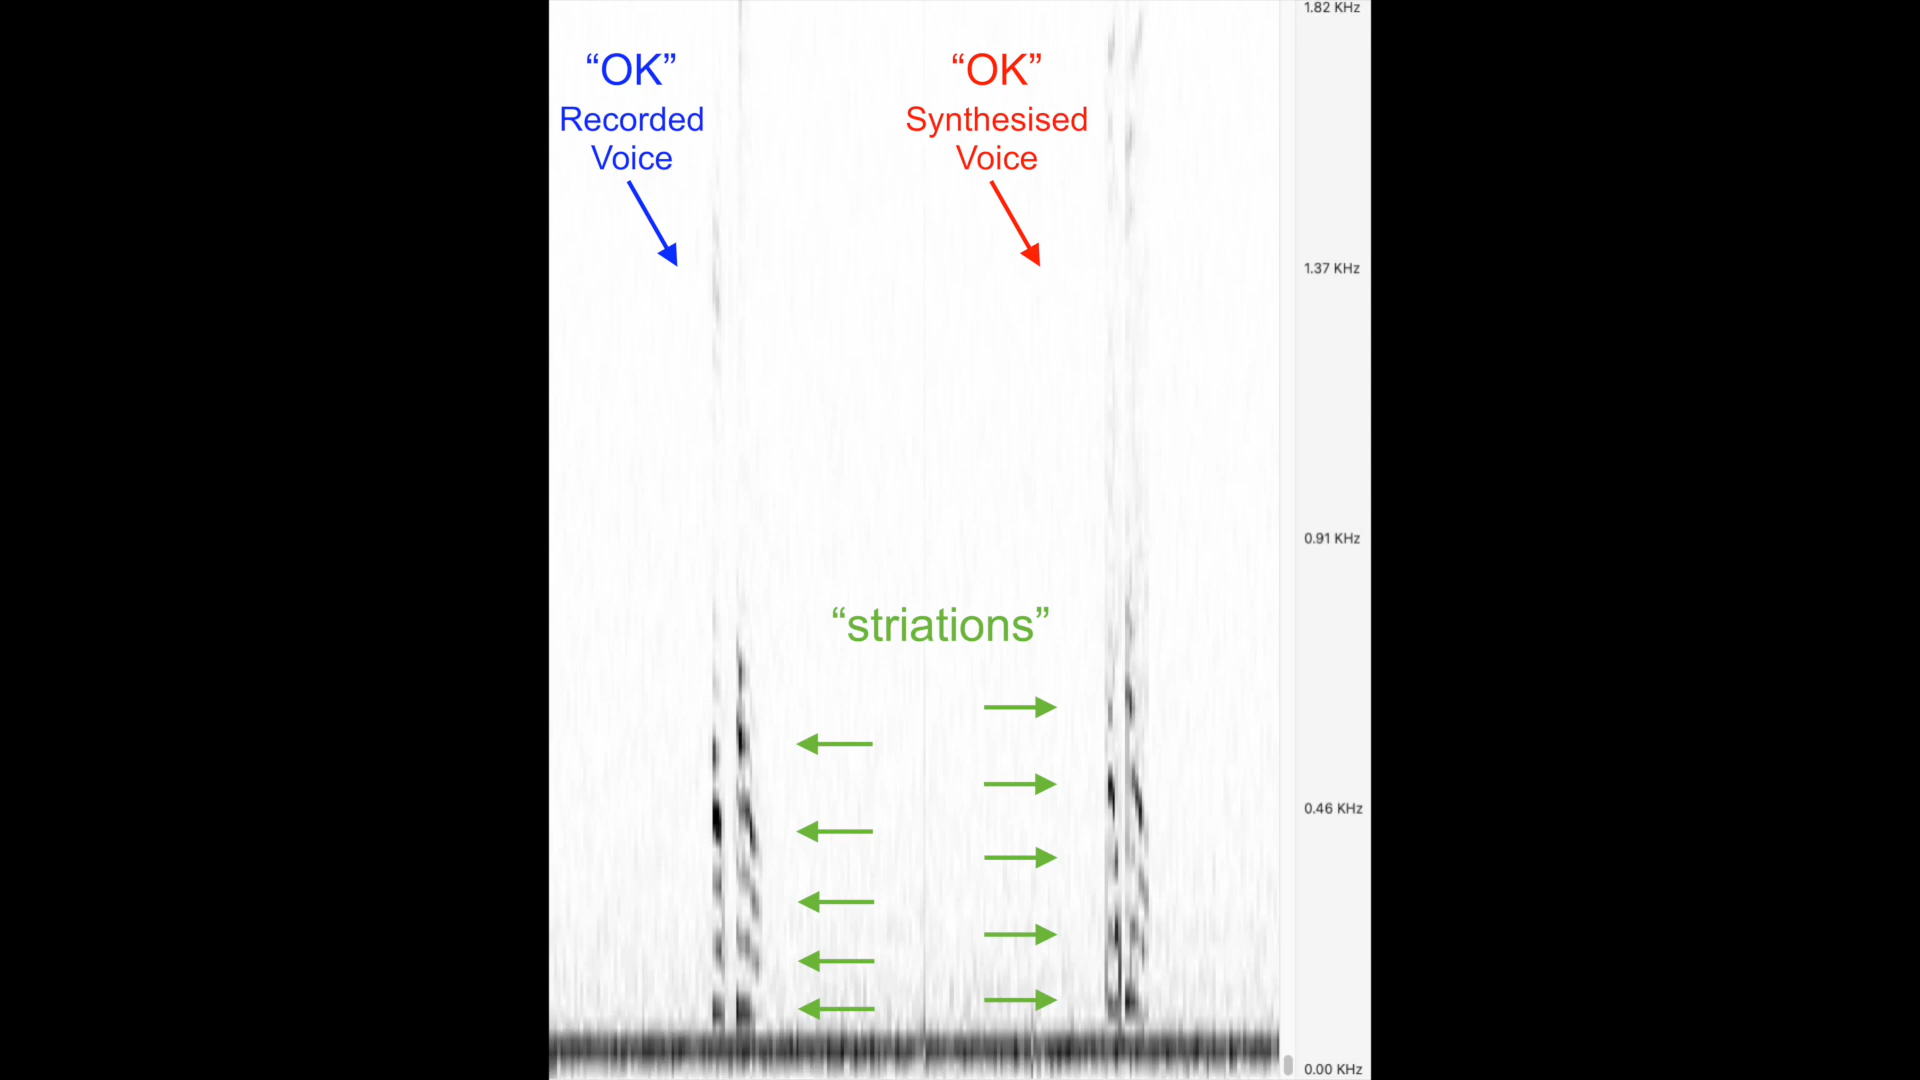 1.82 KHz
“OK”
Recorded
Voice
“OK”
Synthesised
Voice
1.37 KHz
0.91 KHz
“striations”
0.46 KHz
0.00 KHz